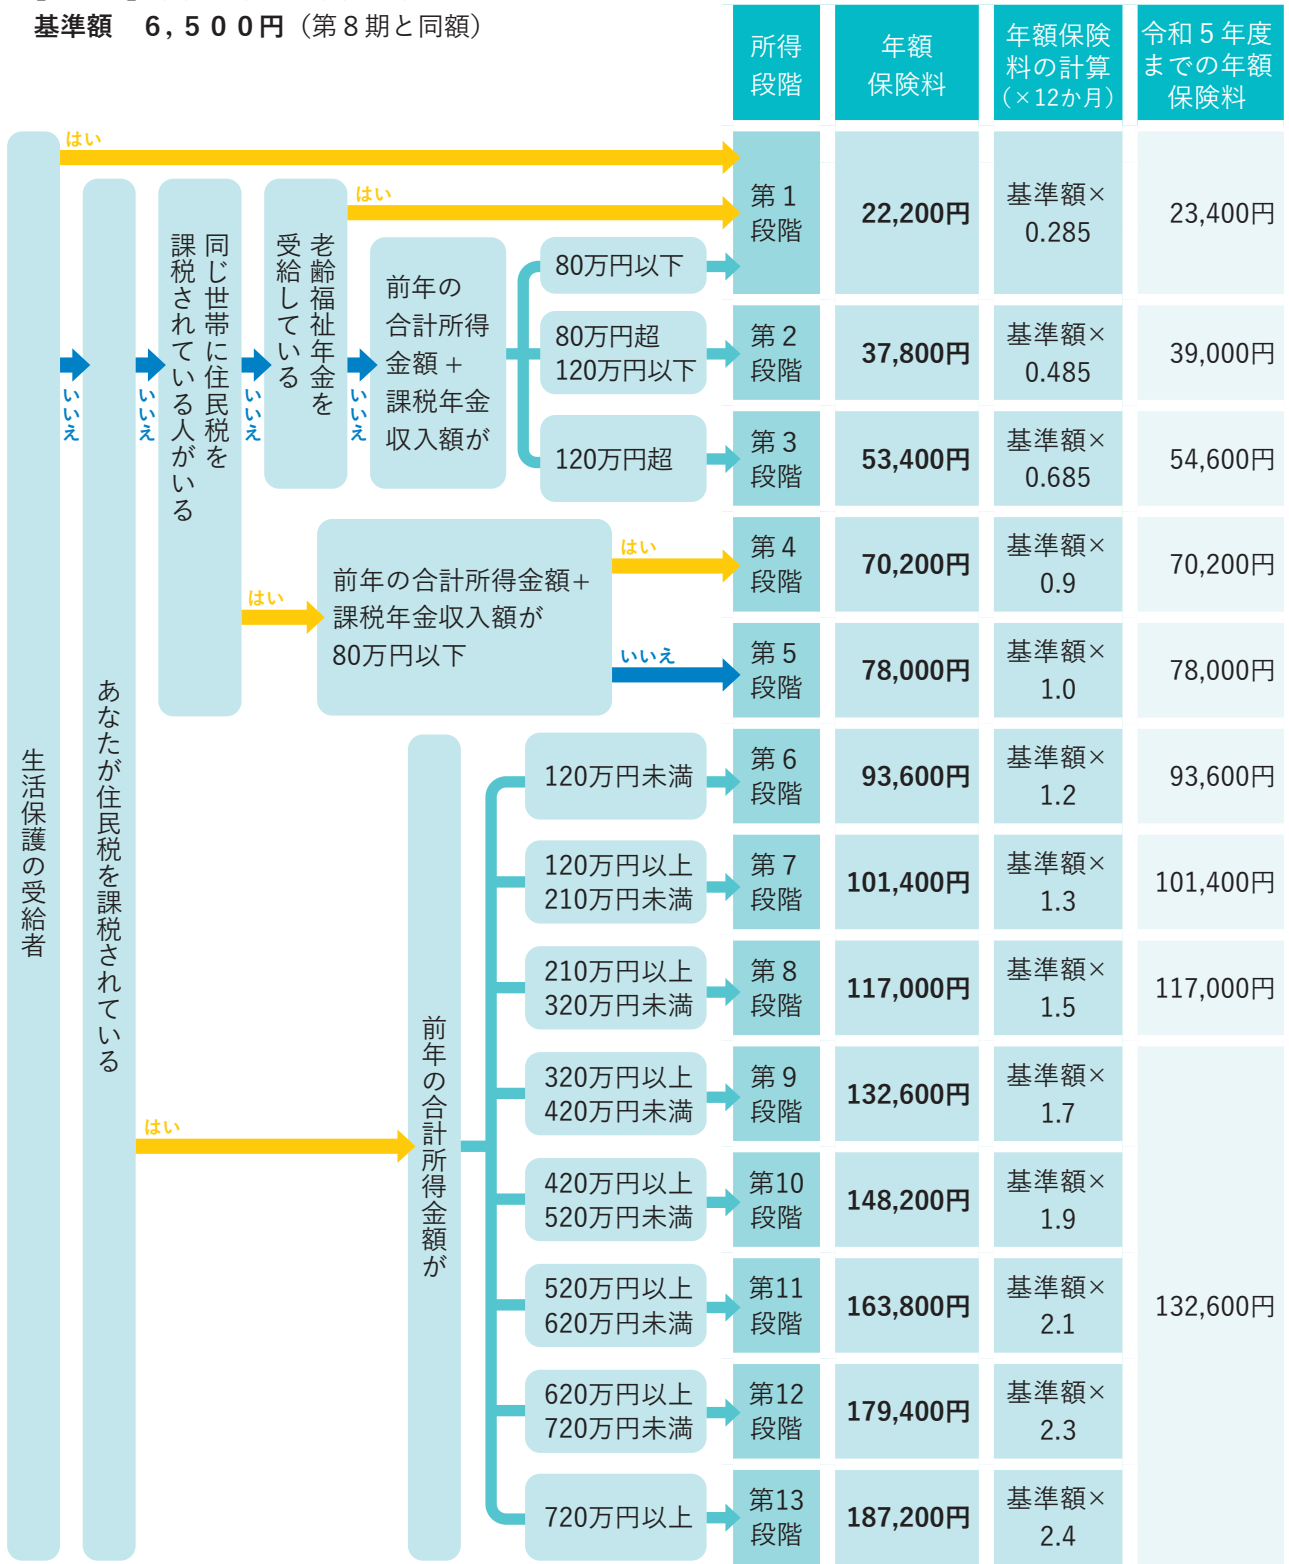 基準額　６，５００円（第８期と同額）
所得
段階
年額
保険料
年額保険
料の計算
（×12か月）
令和５年度
までの年額
保険料
生活保護の受給者
はい
いいえ
あなたが住民税を課税されている
いいえ
はい
同じ世帯に住民税を
課税されている人がいる
いいえ
はい
老齢福祉年金を
受給している
はい
いいえ
前年の
合計所得
金額＋
課税年金
収入額が
80万円以下
第１
段階
22,200円
基準額×
0.285
23,400円
80万円超
120万円以下
第２
段階
37,800円
基準額×
0.485
39,000円
120万円超
第３
段階
53,400円
基準額×
0.685
54,600円
前年の合計所得金額＋
課税年金収入額が
80万円以下
はい
第４
段階
70,200円
基準額×
0.9
70,200円
いいえ
第５
段階
78,000円
基準額×
1.0
78,000円
前年の合計所得金額が
120万円未満
第６
段階
93,600円
基準額×
1.2
93,600円
120万円以上
210万円未満
第７
段階
101,400円
基準額×
1.3
101,400円
210万円以上
320万円未満
第８
段階
117,000円
基準額×
1.5
117,000円
320万円以上
420万円未満
第９
段階
132,600円
基準額×
1.7
420万円以上
520万円未満
第10
段階
148,200円
基準額×
1.9
520万円以上
620万円未満
第11
段階
163,800円
基準額×
2.1
132,600円
620万円以上
720万円未満
第12
段階
179,400円
基準額×
2.3
720万円以上
第13
段階
187,200円
基準額×
2.4